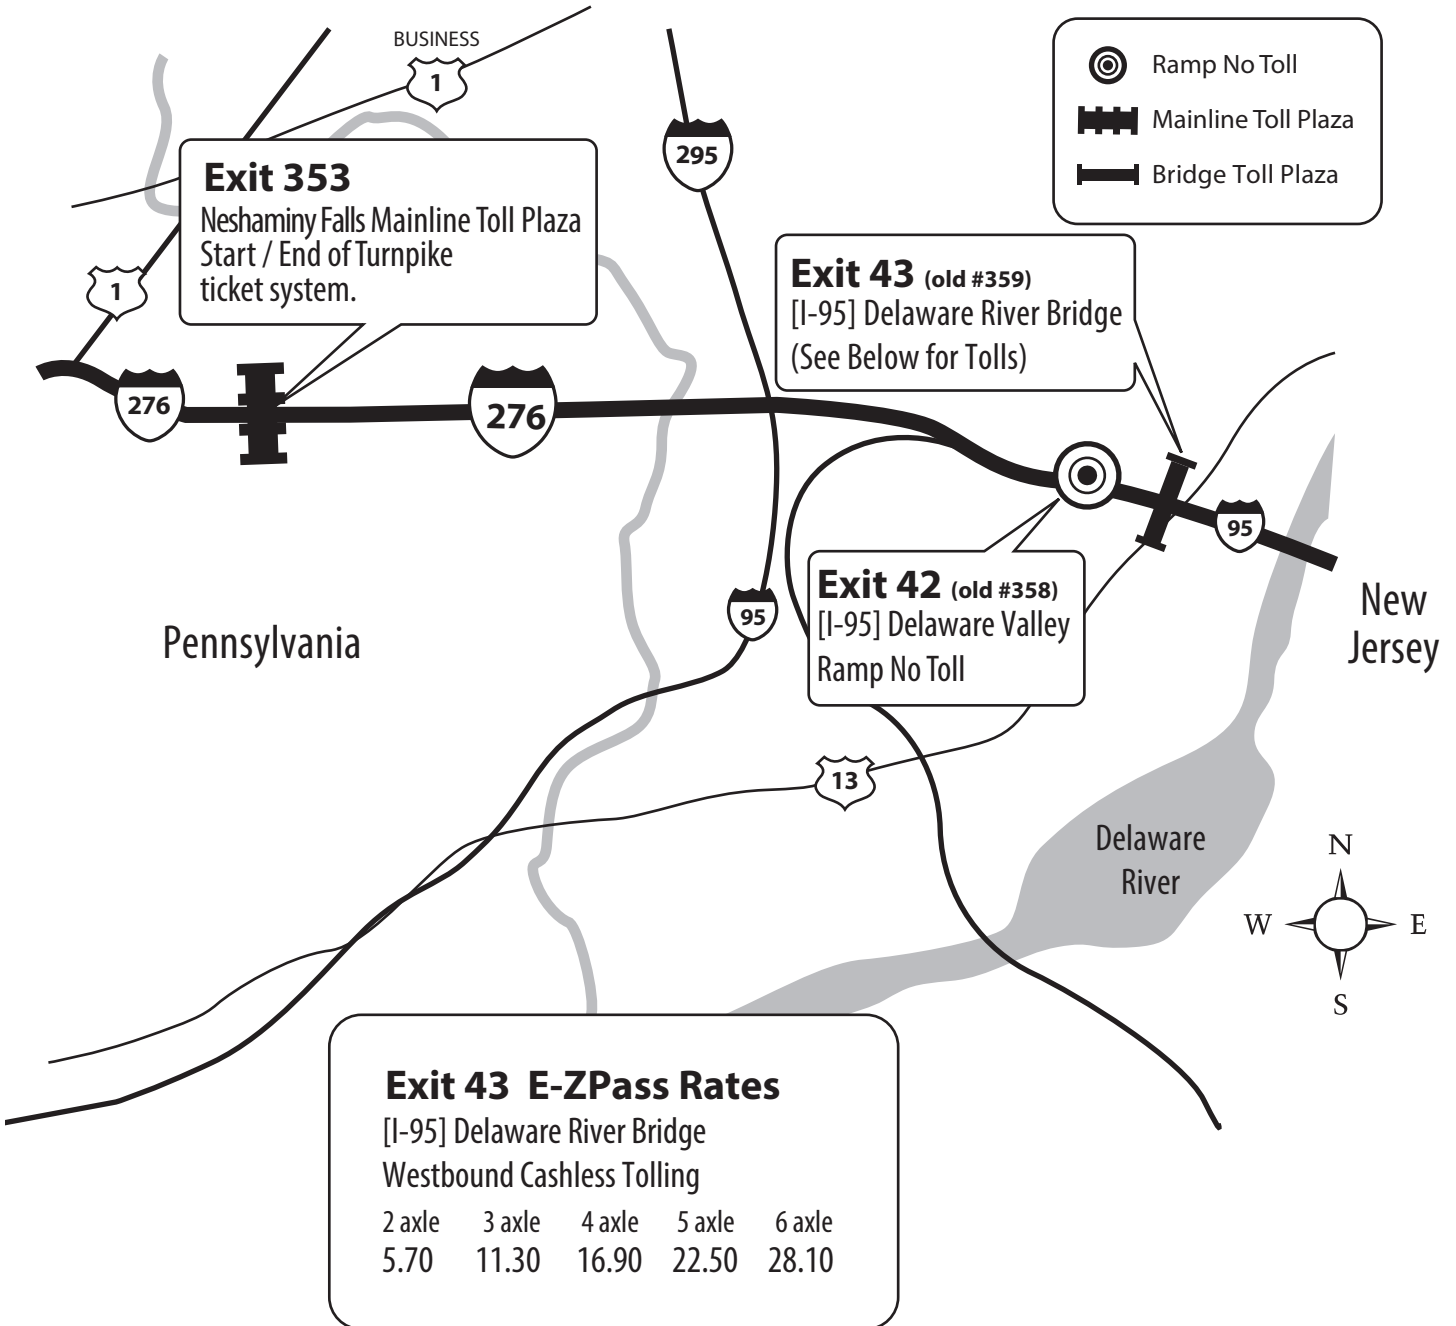 BUSINESS
1
295
Ramp No Toll
Mainline Toll Plaza
Bridge Toll Plaza
Exit 353
Neshaminy Falls Mainline Toll Plaza
Start / End of Turnpike
ticket system.
1
Exit 43 (old #359)
[I-95] Delaware River Bridge
(See Below for Tolls)
276
276
95
Exit 42 (old #358)
[I-95] Delaware Valley
Ramp No Toll
95
Pennsylvania
New
Jersey
13
Delaware
River
N
W
E
S
Exit 43 E-ZPass Rates
[I-95] Delaware River Bridge
Westbound Cashless Tolling
2 axle 3 axle 4 axle 5 axle 6 axle
5.70 11.30 16.90 22.50 28.10